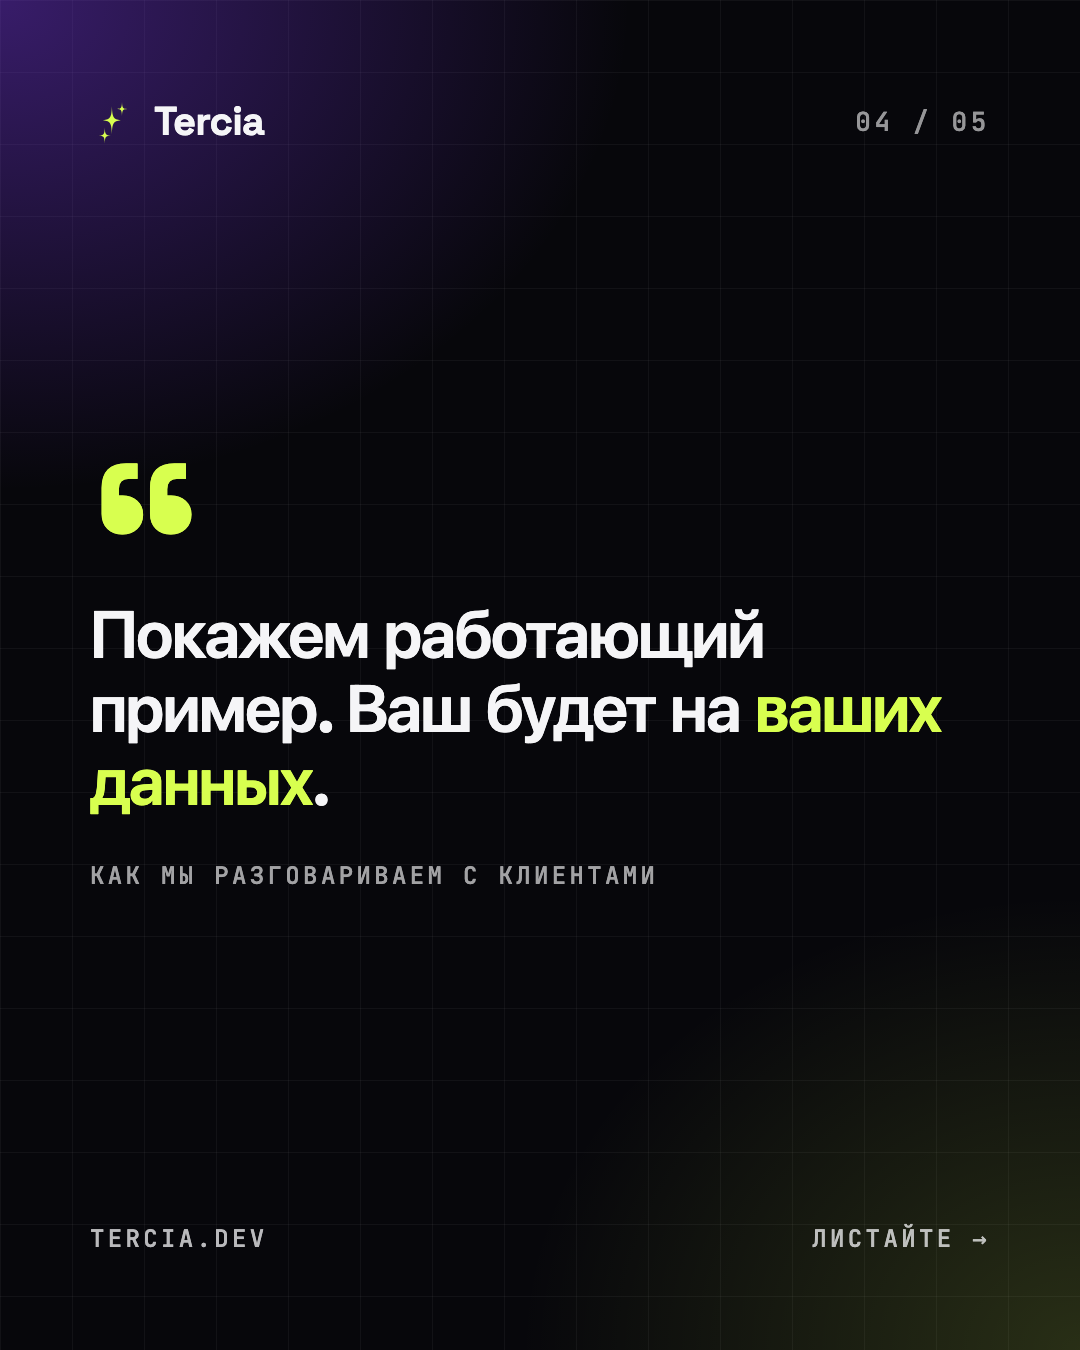 Tercia
04 / 05
“
Покажем работающий
пример. Ваш будет на ваших
данных.
КАК МЫ РАЗГОВАРИВАЕМ С КЛИЕНТАМИ
TERCIA.DEV
ЛИСТАЙТЕ →